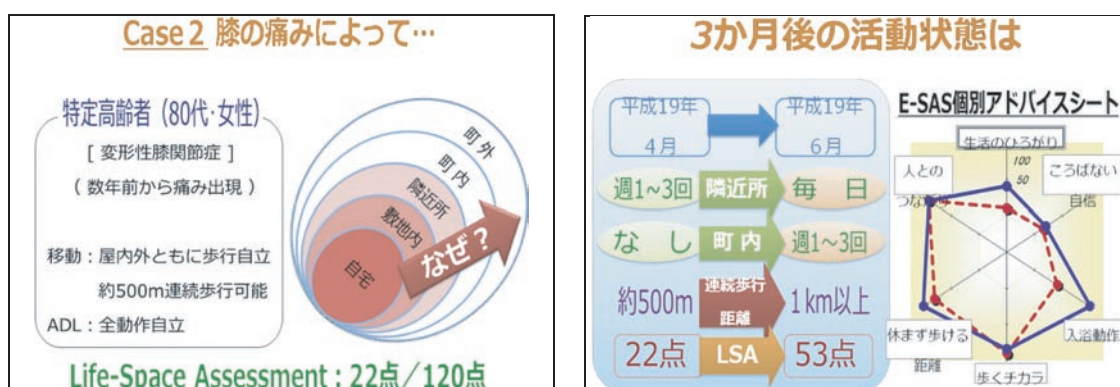 Case 2 膝の痛みによって…
特定高齢者（80代･女性）
［ 変形性膝関節症 ］
（ 数年前から痛み出現 ）
移動：屋内外ともに歩行自立
約500m連続歩行可能
ADL：全動作自立
町外
町内
隣近所
敷地内
自宅
なぜ？
Life-Space Assessment：22点／120点
3か月後の活動状態は
平成19年
4月
平成19年
6月
週1~3回
隣近所
毎 日
な し
町内
週1~3回
約500m
連続歩行
距離
1km以上
22点
LSA
53点
E-SAS個別アドバイスシート
生活のひろがり
100
50
人との
つながり
ころばない
自信
休まず歩ける
距離
入浴動作
歩くチカラ